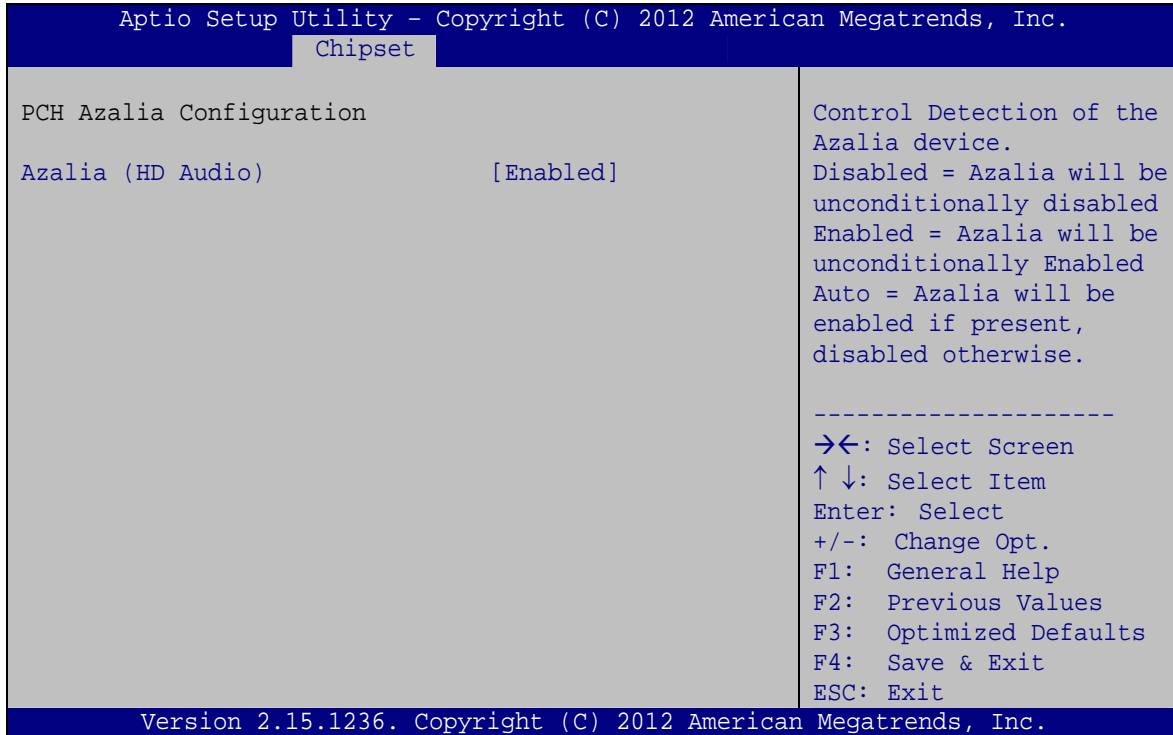 Aptio Setup Utility – Copyright (C) 2012 American Megatrends, Inc.
Chipset
PCH Azalia Configuration
Azalia (HD Audio) [Enabled]
Control Detection of the
Azalia device.
Disabled = Azalia will be
unconditionally disabled
Enabled = Azalia will be
unconditionally Enabled
Auto = Azalia will be
enabled if present,
disabled otherwise.
---------------------
→←: Select Screen
↑ ↓: Select Item
Enter: Select
+/-: Change Opt.
F1: General Help
F2: Previous Values
F3: Optimized Defaults
F4: Save & Exit
ESC: Exit
Version 2.15.1236. Copyright (C) 2012 American Megatrends, Inc.